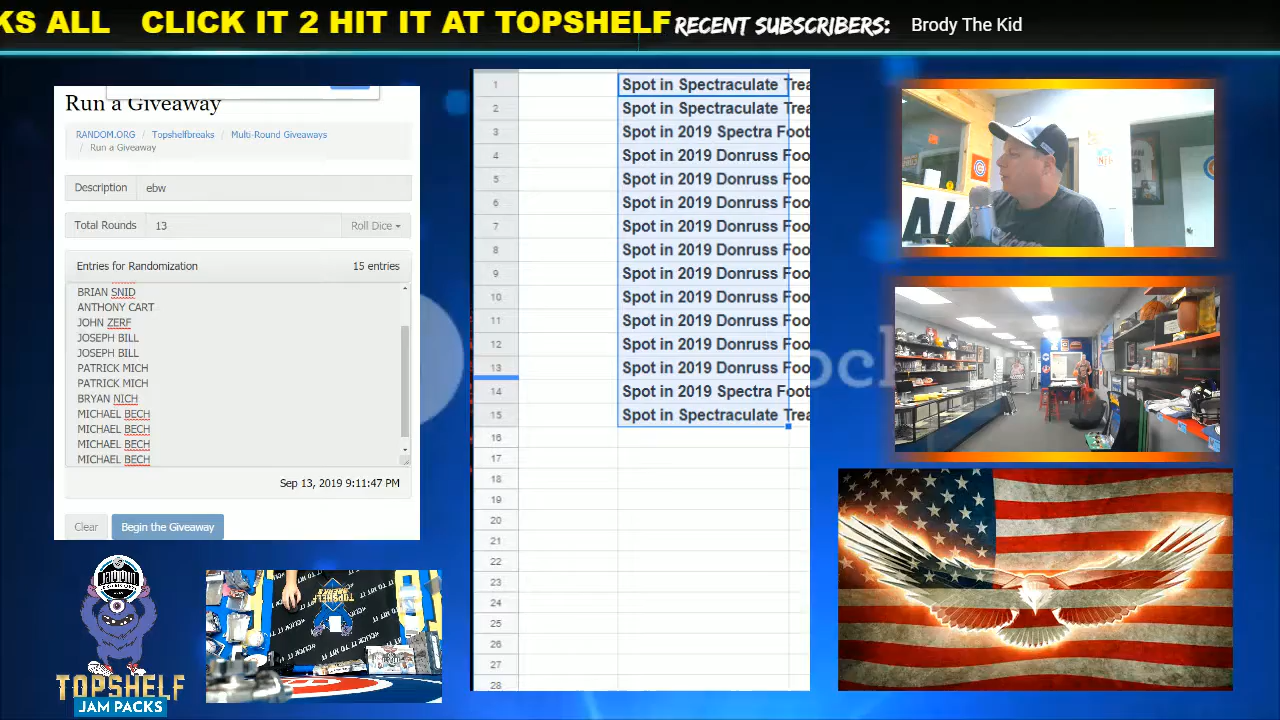 KS ALL CLICK IT 2 HIT IT AT TOPSHELF
RECENT SUBSCRIBERS: Brody The Kid
Run a Giveaway
RANDOM.ORG / Topshelfbreaks / Multi-Round Giveaways
/ Run a Giveaway
Description ebw
Total Rounds 13 Roll Dice
Entries for Randomization 15 entries
BRIAN SNID
ANTHONY CART
JOHN ZERF
JOSEPH BILL
JOSEPH BILL
PATRICK MICH
PATRICK MICH
BRYAN NICH
MICHAEL BECH
MICHAEL BECH
MICHAEL BECH
MICHAEL BECH
Sep 13, 2019 9:11:47 PM
Clear Begin the Giveaway
1 Spot in Spectraculate Trea
2 Spot in Spectraculate Trea
3 Spot in 2019 Spectra Foot
4 Spot in 2019 Donruss Foo
5 Spot in 2019 Donruss Foo
6 Spot in 2019 Donruss Foo
7 Spot in 2019 Donruss Foo
8 Spot in 2019 Donruss Foo
9 Spot in 2019 Donruss Foo
10 Spot in 2019 Donruss Foo
11 Spot in 2019 Donruss Foo
12 Spot in 2019 Donruss Foo
13 Spot in 2019 Donruss Foo
14 Spot in 2019 Spectra Foot
15 Spot in Spectraculate Trea
16
17
18
19
20
21
22
23
24
25
26
27
28
TOPSHELF
JAM PACKS